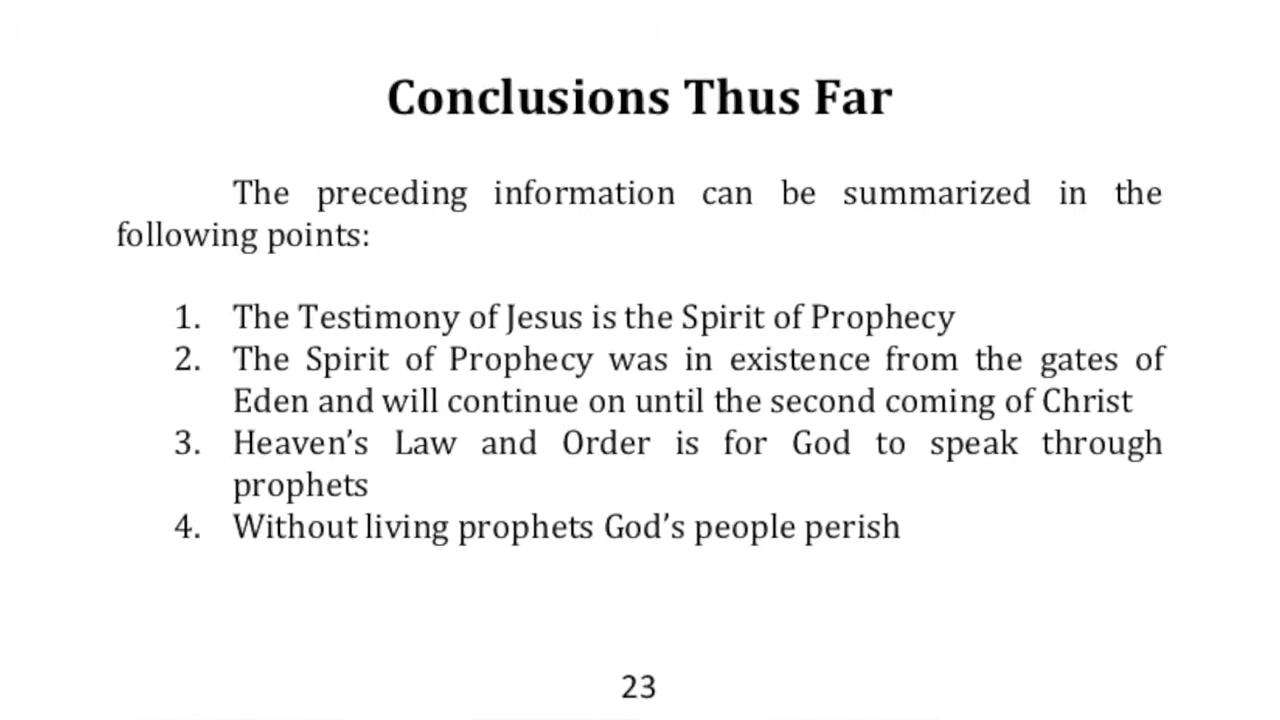 Conclusions Thus Far
The preceding information can be summarized in the
following points:
1. The Testimony of Jesus is the Spirit of Prophecy
2. The Spirit of Prophecy was in existence from the gates of
Eden and will continue on until the second coming of Christ
3. Heaven’s Law and Order is for God to speak through
prophets
4. Without living prophets God’s people perish
23